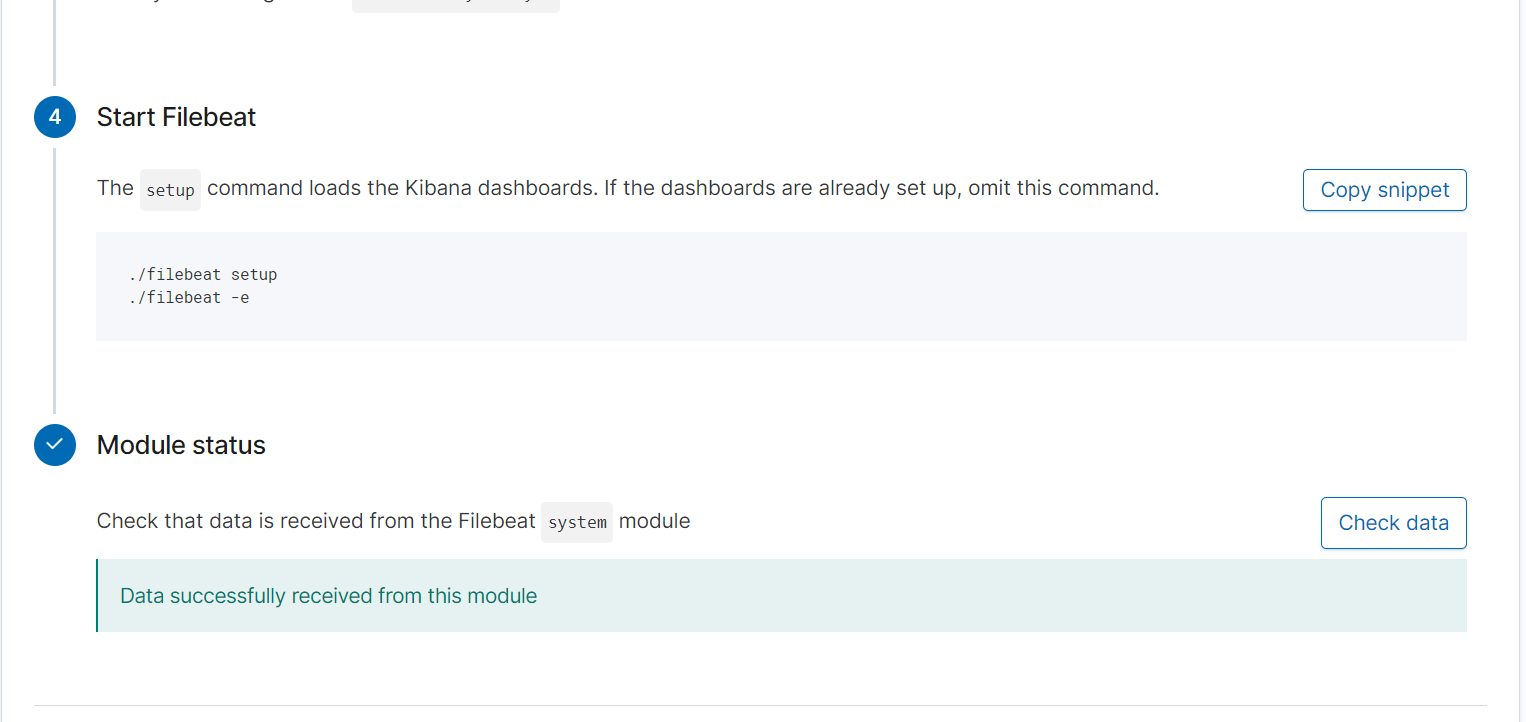 4 Start Filebeat
The setup command loads the Kibana dashboards. If the dashboards are already set up, omit this command.
Copy snippet
./filebeat setup
./filebeat -e
Module status
Check that data is received from the Filebeat system module
Check data
Data successfully received from this module